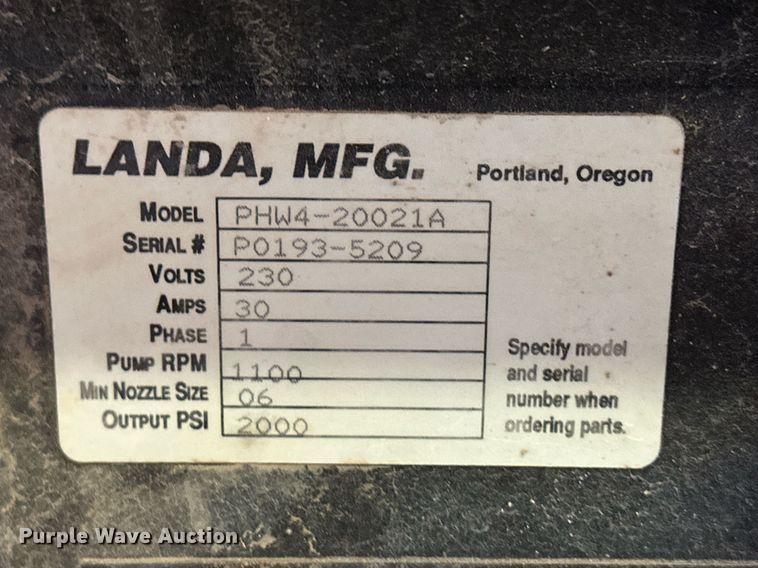 LANDA, MFG. Portland, Oregon
MODEL PHW4-20021A
SERIAL # P0193-5209
VOLTS 230
AMPS 30
PHASE 1
PUMP RPM 1100
MIN NOZZLE SIZE 06
OUTPUT PSI 2000
Specify model
and serial
number when
ordering parts.
Purple Wave Auction